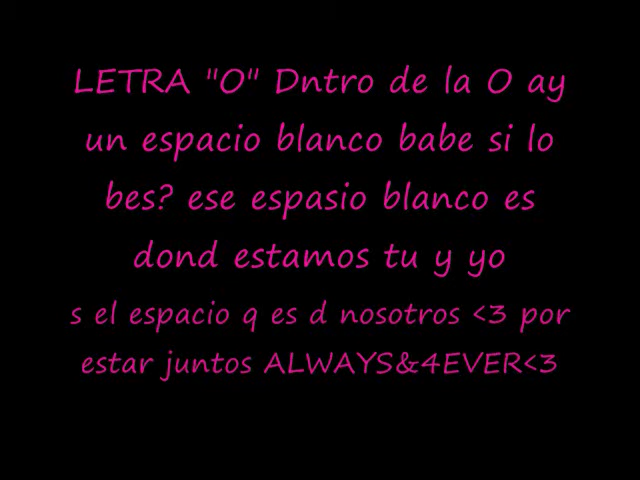 LETRA "O" Dntro de la O ay
un espacio blanco babe si lo
bes? ese espasio blanco es
dond estamos tu y yo
s el espacio q es d nosotros <3 por
estar juntos ALWAYS&4EVER<3